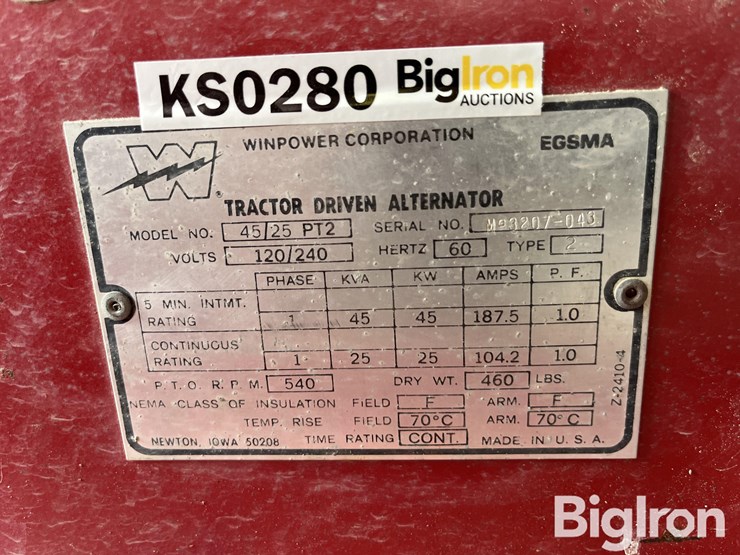 KS0280 BigIron
AUCTIONS
WINPOWER CORPORATION EGSMA
W ®
TRACTOR DRIVEN ALTERNATOR
MODEL NO. 45/25 PT2 SERIAL NO.
VOLTS 120/240 HERTZ 60 TYPE 2
PHASE KVA KW AMPS P. F.
5 MIN. INTMT.
RATING 1 45 45 187.5 1.0
CONTINUOUS
RATING 1 25 25 104.2 1.0
P. T. O. R. P. M. 540 DRY WT. 460 LBS.
NEMA CLASS OF INSULATION FIELD F ARM. F
TEMP. RISE FIELD 70°C ARM. 70°C
NEWTON, IOWA 50208 TIME RATING CONT. MADE IN U. S. A.
Z-2410-4
BigIron